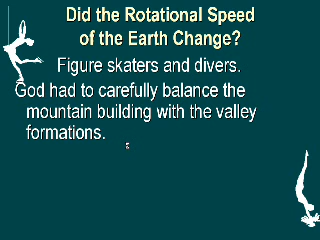 Did the Rotational Speed
of the Earth Change?
Figure skaters and divers.
God had to carefully balance the
mountain building with the valley
formations.